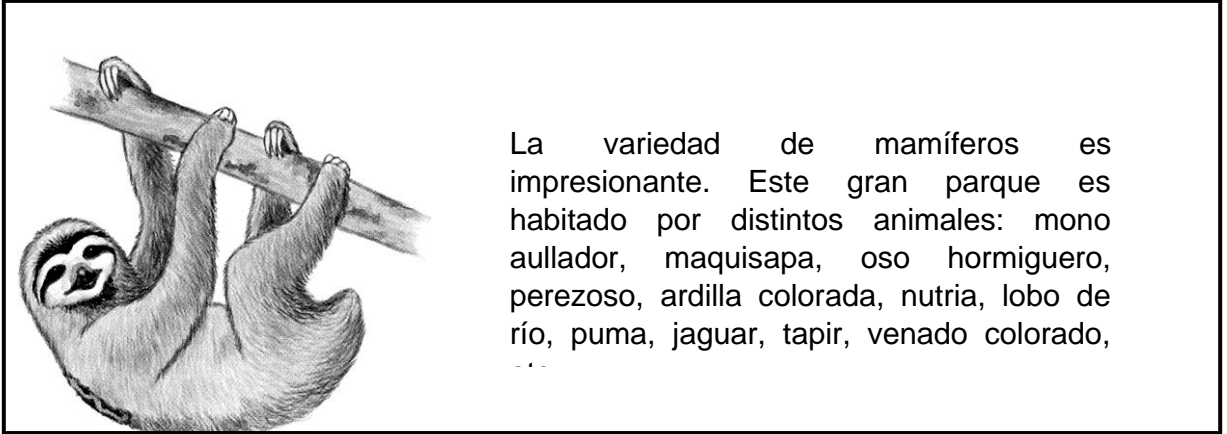 La variedad de mamíferos es
impresionante. Este gran parque es
habitado por distintos animales: mono
aullador, maquisapa, oso hormiguero,
perezoso, ardilla colorada, nutria, lobo de
río, puma, jaguar, tapir, venado colorado,